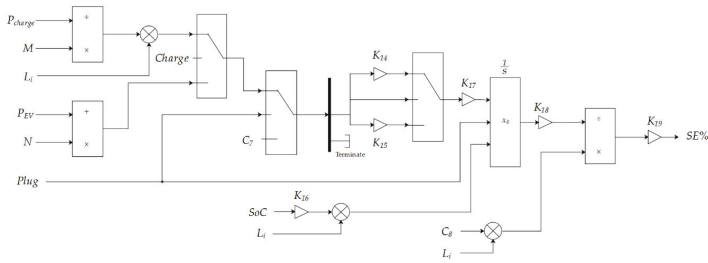 P_charge
÷
M
×
L_i
Charge
P_EV
÷
N
×
C_7
Plug
Terminate
K_14
K_15
K_17
1/s
x_o
K_18
÷
×
K_19
SE%
SoC
K_16
L_i
C_8
L_i